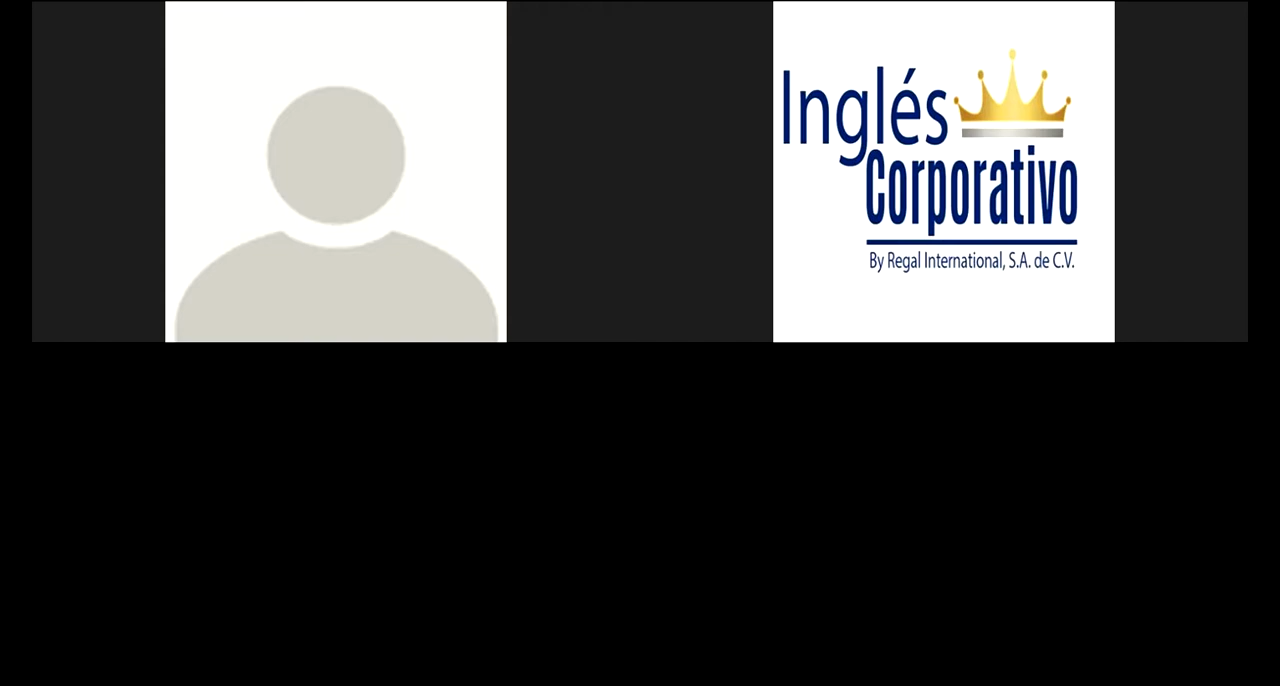 Inglés
Corporativo
By Regal International, S.A. de C.V.